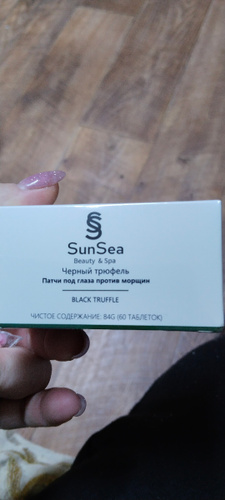 SunSea
Beauty & Spa
Черный трюфель
Патчи под глаза против морщин
BLACK TRUFFLE
ЧИСТОЕ СОДЕРЖАНИЕ: 84G (60 ТАБЛЕТОК)